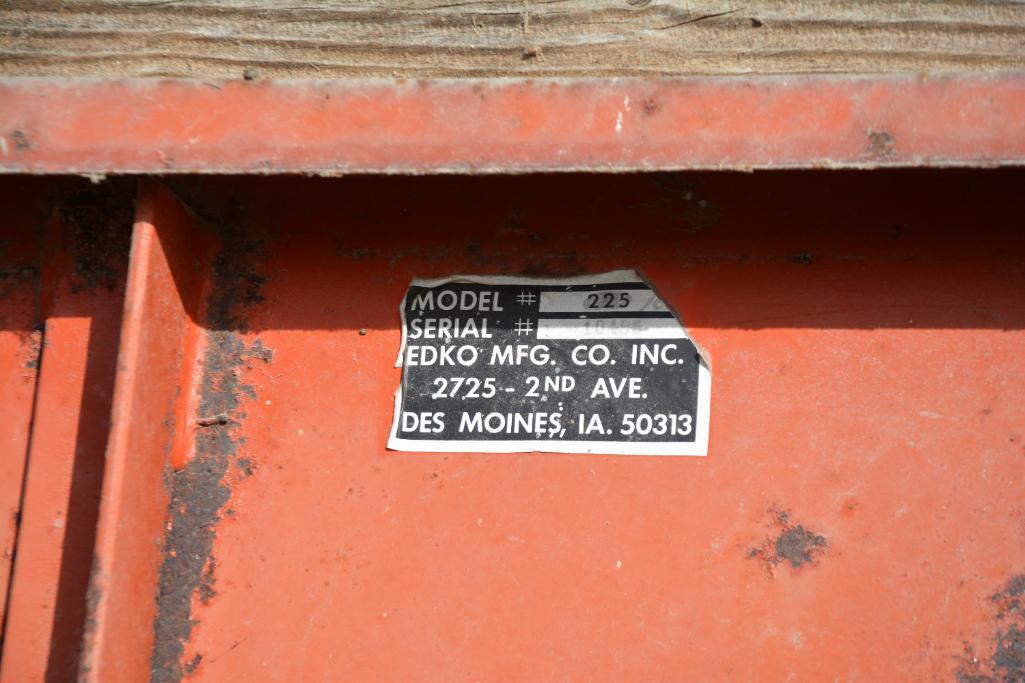 MODEL # 225
SERIAL #
EDKO MFG. CO. INC.
2725 - 2ND AVE.
DES MOINES, IA. 50313